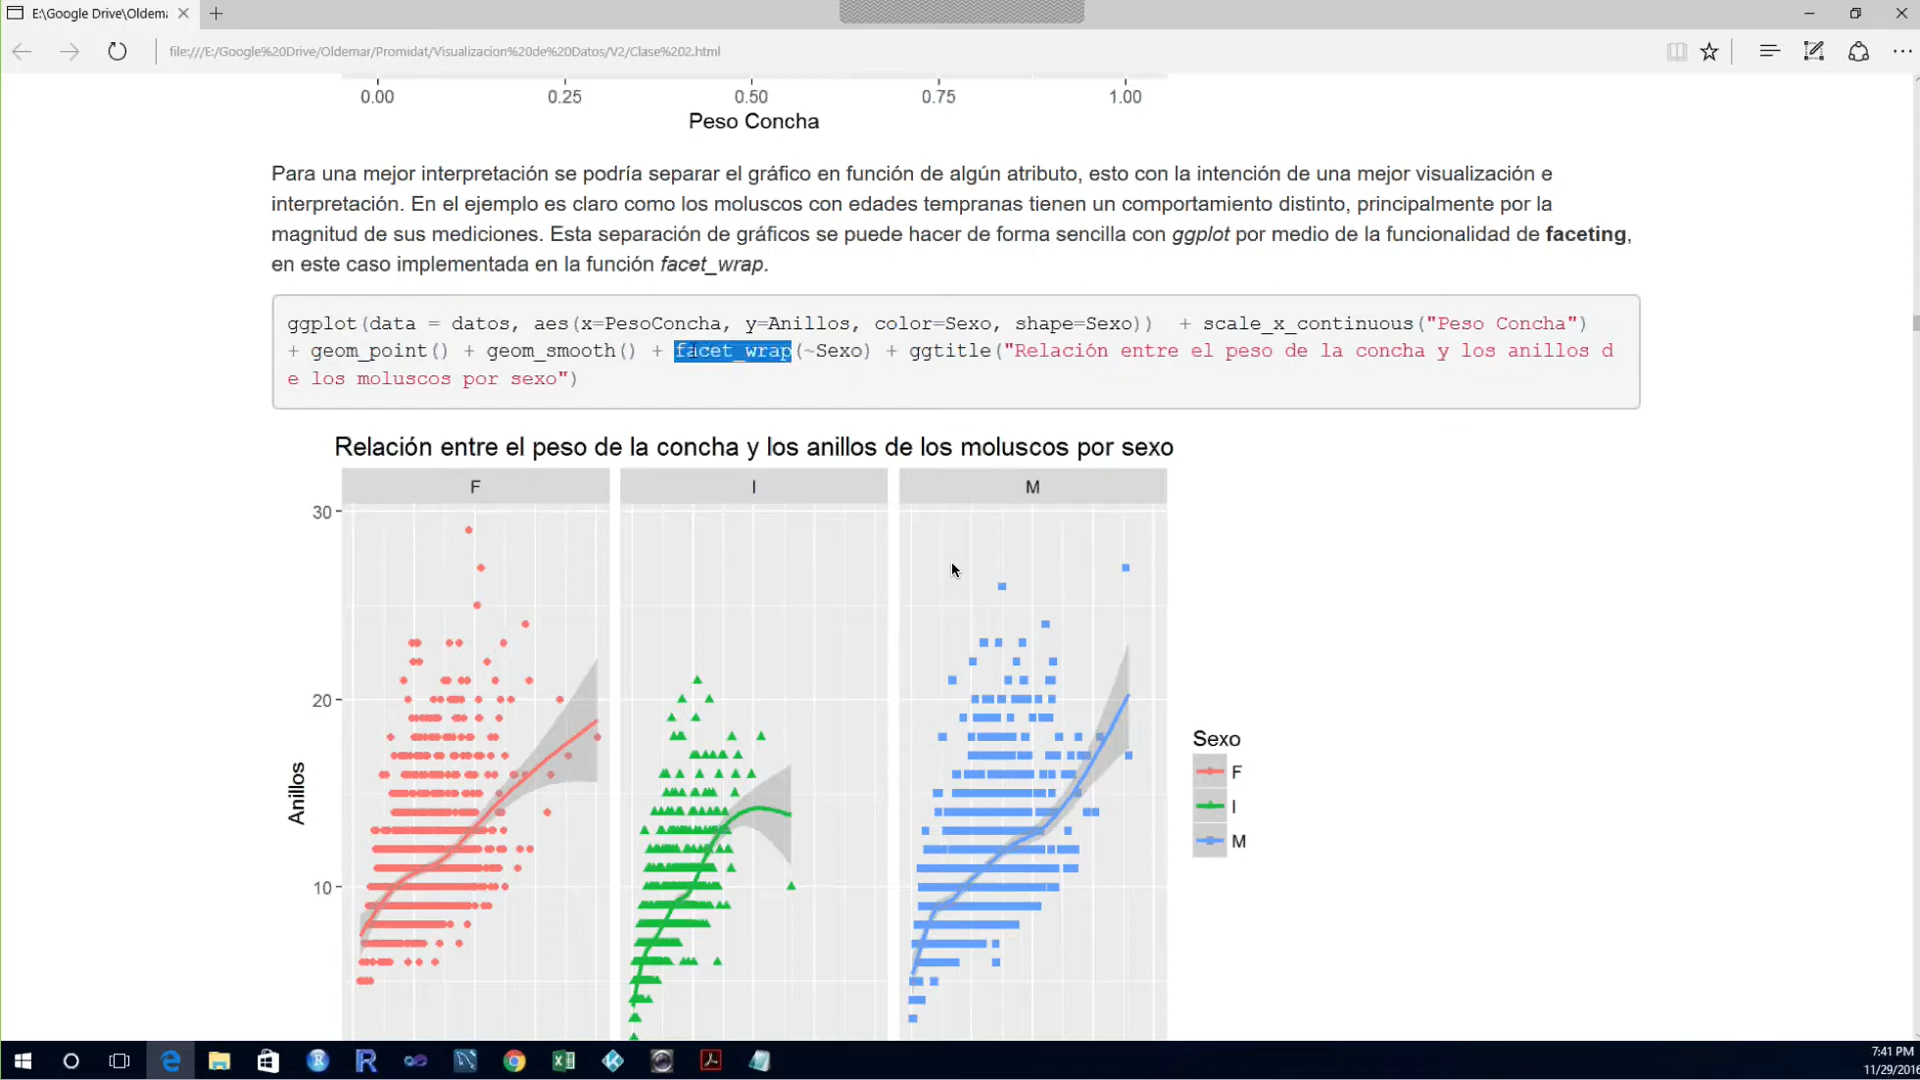 E:\Google Drive\Oldema
file:///E:/Google%20Drive/Oldemar/Promidat/Visualizacion%20de%20Datos/V2/Clase%202.html
0.00 0.25 0.50 0.75 1.00
Peso Concha
Para una mejor interpretación se podría separar el gráfico en función de algún atributo, esto con la intención de una mejor visualización e
interpretación. En el ejemplo es claro como los moluscos con edades tempranas tienen un comportamiento distinto, principalmente por la
magnitud de sus mediciones. Esta separación de gráficos se puede hacer de forma sencilla con ggplot por medio de la funcionalidad de faceting,
en este caso implementada en la función facet_wrap.
ggplot(data = datos, aes(x=PesoConcha, y=Anillos, color=Sexo, shape=Sexo))  + scale_x_continuous("Peso Concha")
+ geom_point() + geom_smooth() + facet_wrap(~Sexo) + ggtitle("Relación entre el peso de la concha y los anillos d
e los moluscos por sexo")
Relación entre el peso de la concha y los anillos de los moluscos por sexo
F I M
30
20
10
Anillos
Sexo
F
I
M
7:41 PM
11/29/2016